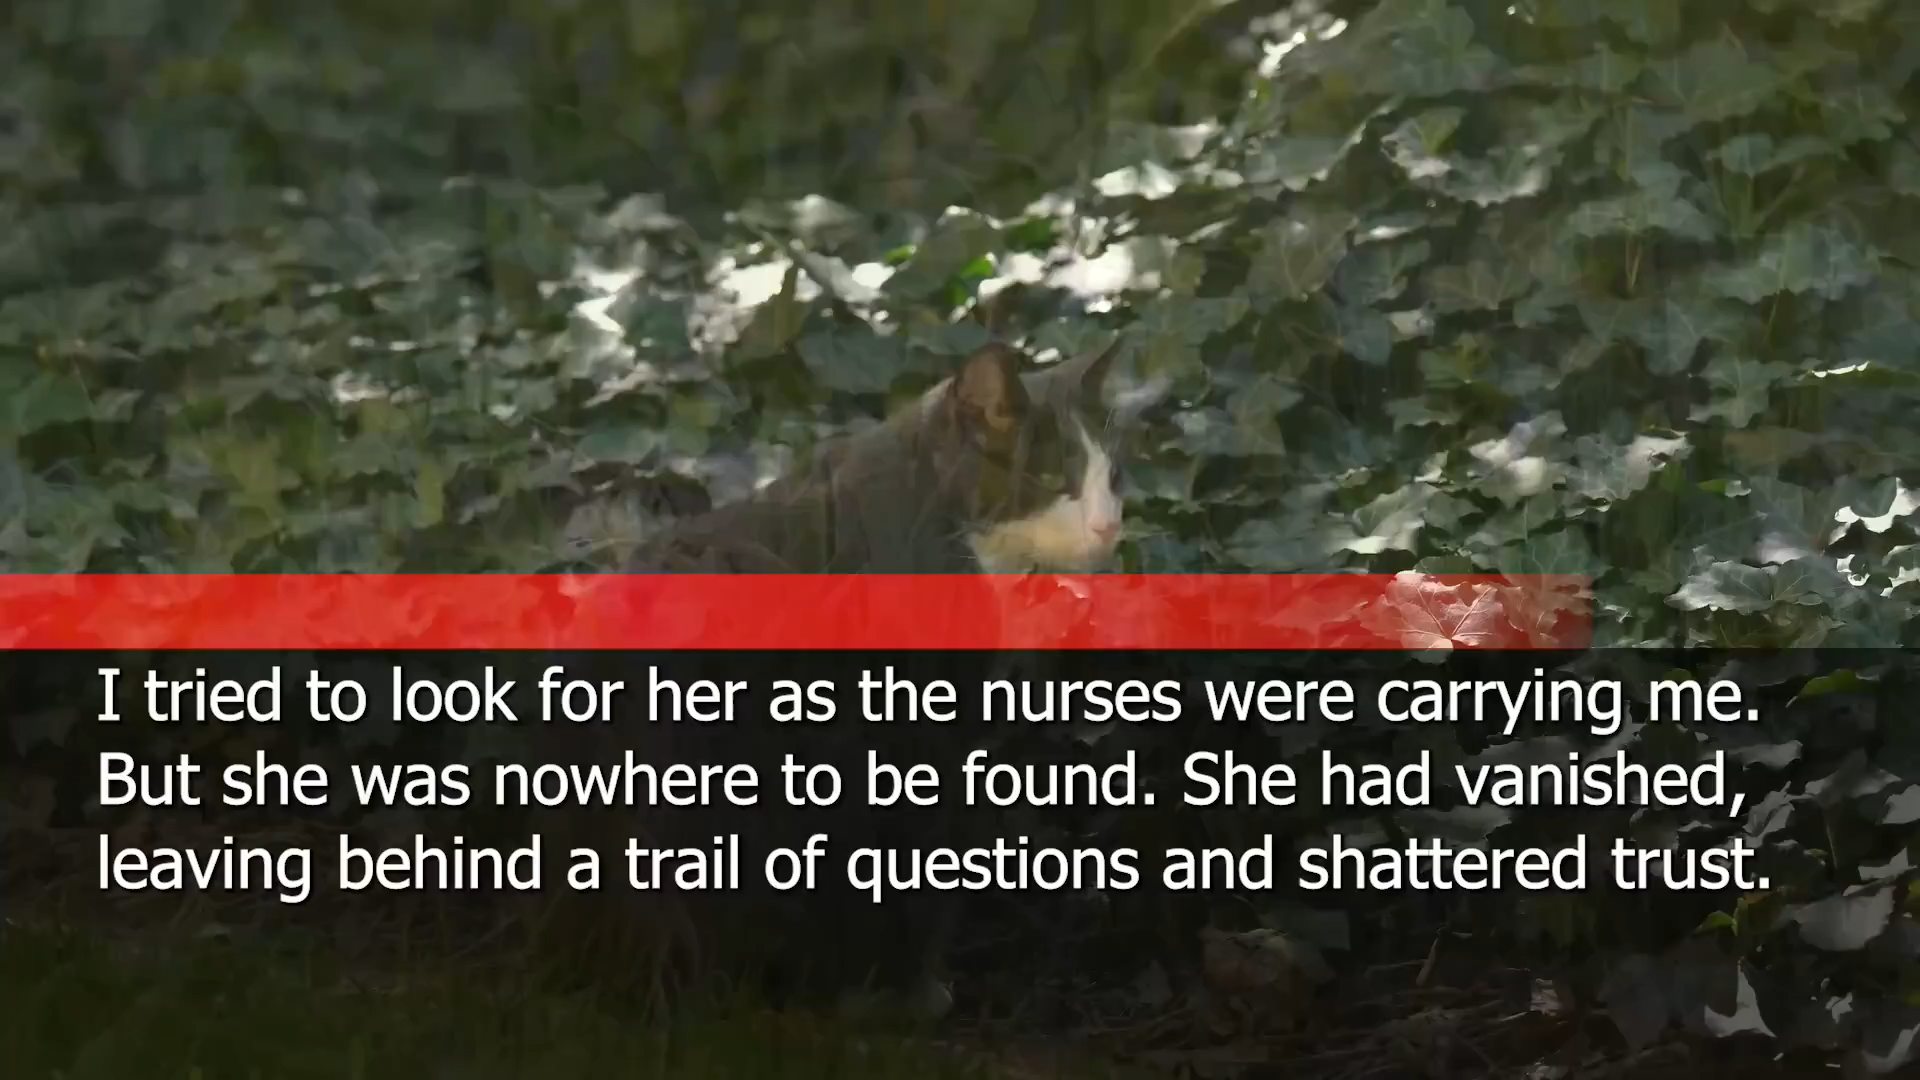 I tried to look for her as the nurses were carrying me.
But she was nowhere to be found. She had vanished,
leaving behind a trail of questions and shattered trust.